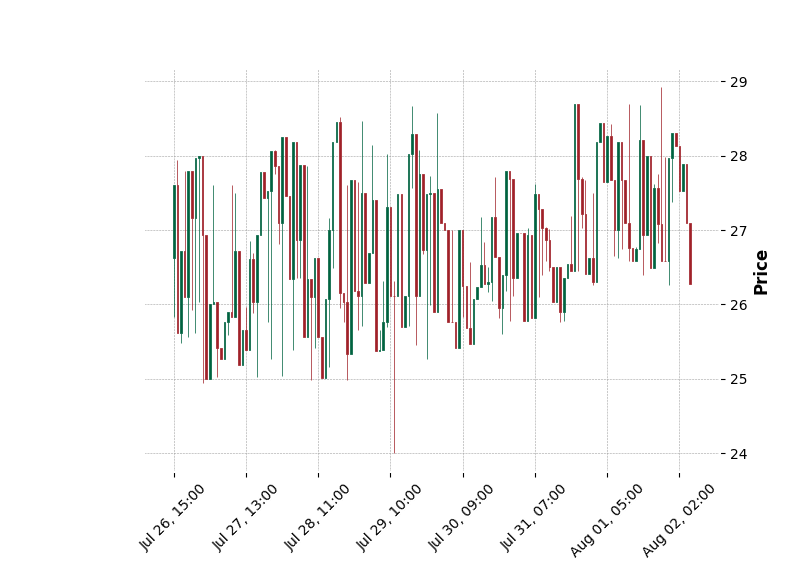 29
28
27
26
25
24
Price
Jul 26, 15:00
Jul 27, 13:00
Jul 28, 11:00
Jul 29, 10:00
Jul 30, 09:00
Jul 31, 07:00
Aug 01, 05:00
Aug 02, 02:00